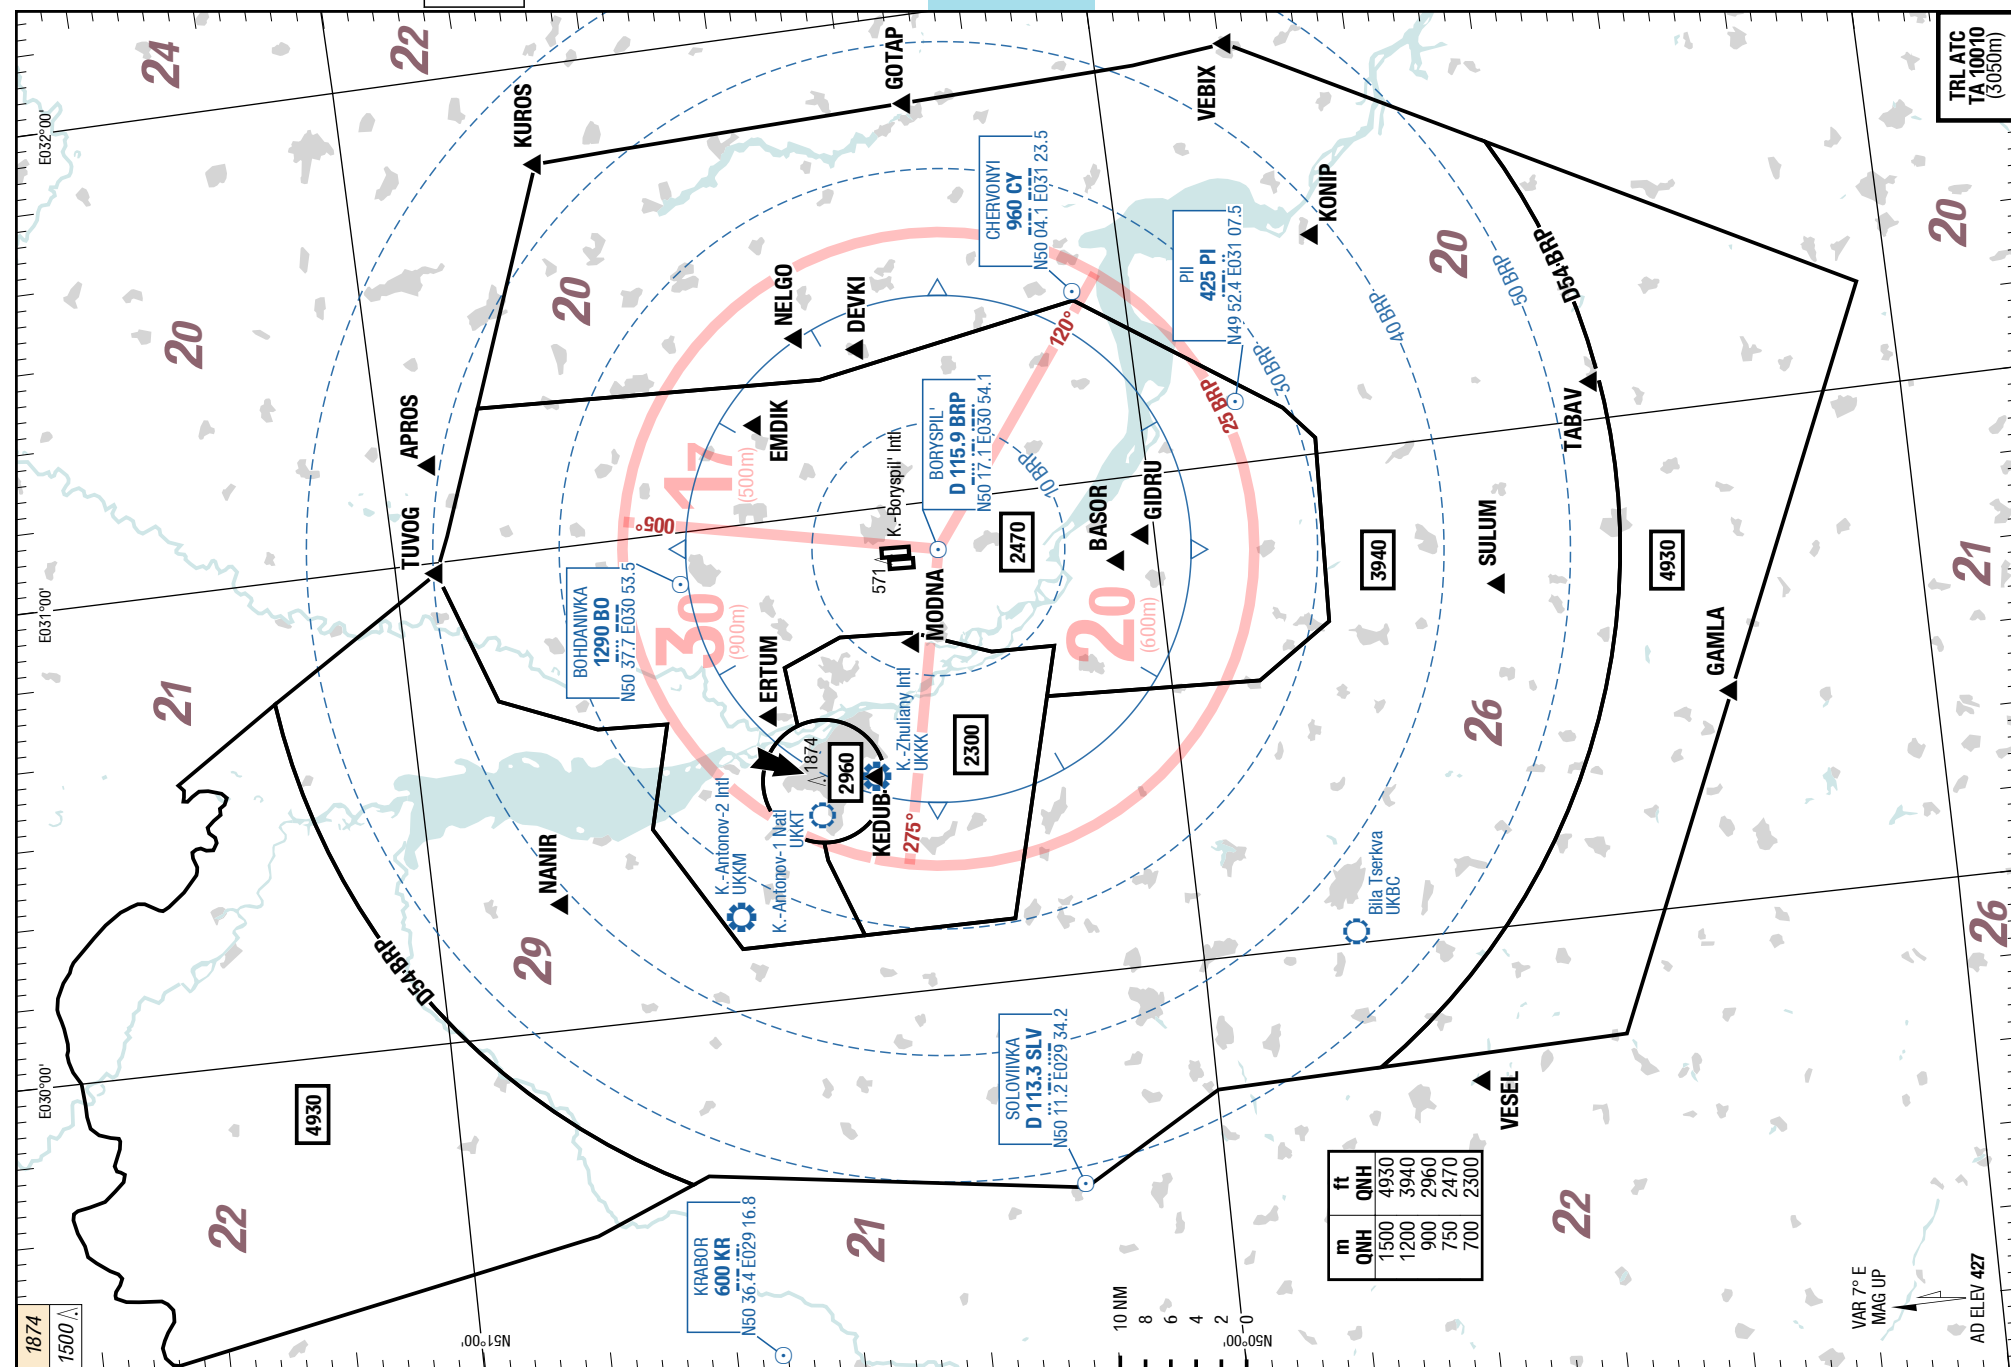 1874
1500
24
22
E032°00'
KUROS
GOTAP
VEBIX
TRL ATC
TA 10010
(3050m)
CHERVONYI
960 CY
N50 04.1 E031 23.5
KONIP
PII
425 PI
N49 52.4 E031 07.5
20
20
20
20
NELGO
DEVKI
50 BRP
D54 BRP
40 BRP
30 BRP
120°
25 BRP
APROS
EMDIK
17
(500m)
BORYSPIL'
D 115.9 BRP
N50 17.1 E030 54.1
K.-Boryspil' Intl
10 BRP
TABAV
TUVOG
005°
571
2470
BASOR
GIDRU
3940
SULUM
4930
21
E031°00'
BOHDANIVKA
1290 BO
N50 37.7 E030 53.5
30
(900m)
MODNA
20
(600m)
GAMLA
21
ERTUM
1874
2960
K.-Zhuliany Intl
UKKK
2300
26
K.-Antonov-2 Intl
UKKM
K.-Antonov-1 Natl
UKKT
KEDUB
275°
NANIR
Bila Tserkva
UKBC
29
D54 BRP
26
E030°00'
4930
SOLOVIIVKA
D 113.3 SLV
N50 11.2 E029 34.2
VESEL
22
KRABOR
600 KR
N50 36.4 E029 16.8
21
m ft
QNH QNH
1500 4930
1200 3940
900 2960
750 2470
700 2300
22
N51°00'
10 NM
8
6
4
2
0
N50°00'
VAR 7° E
MAG UP
AD ELEV 427